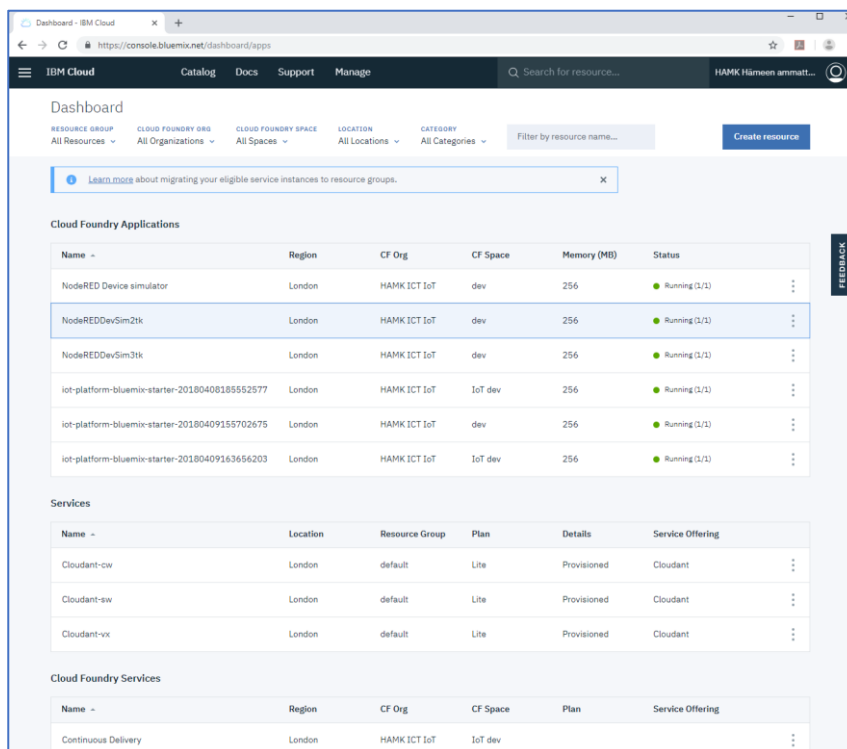 Dashboard - IBM Cloud
https://console.bluemix.net/dashboard/apps
IBM Cloud Catalog Docs Support Manage Search for resource... HAMK Hämeen ammatt...
Dashboard
RESOURCE GROUP CLOUD FOUNDRY ORG CLOUD FOUNDRY SPACE LOCATION CATEGORY
All Resources All Organizations All Spaces All Locations All Categories Filter by resource name... Create resource
Learn more about migrating your eligible service instances to resource groups.
FEEDBACK
Cloud Foundry Applications
Name Region CF Org CF Space Memory (MB) Status
NodeRED Device simulator London HAMK ICT IoT dev 256 Running (1/1)
NodeREDDevSim2tk London HAMK ICT IoT dev 256 Running (1/1)
NodeREDDevSim3tk London HAMK ICT IoT dev 256 Running (1/1)
iot-platform-bluemix-starter-20180408185552577 London HAMK ICT IoT IoT dev 256 Running (1/1)
iot-platform-bluemix-starter-20180409155702675 London HAMK ICT IoT dev 256 Running (1/1)
iot-platform-bluemix-starter-20180409163656203 London HAMK ICT IoT IoT dev 256 Running (1/1)
Services
Name Location Resource Group Plan Details Service Offering
Cloudant-cw London default Lite Provisioned Cloudant
Cloudant-sw London default Lite Provisioned Cloudant
Cloudant-vx London default Lite Provisioned Cloudant
Cloud Foundry Services
Name Region CF Org CF Space Plan Service Offering
Continuous Delivery London HAMK ICT IoT IoT dev